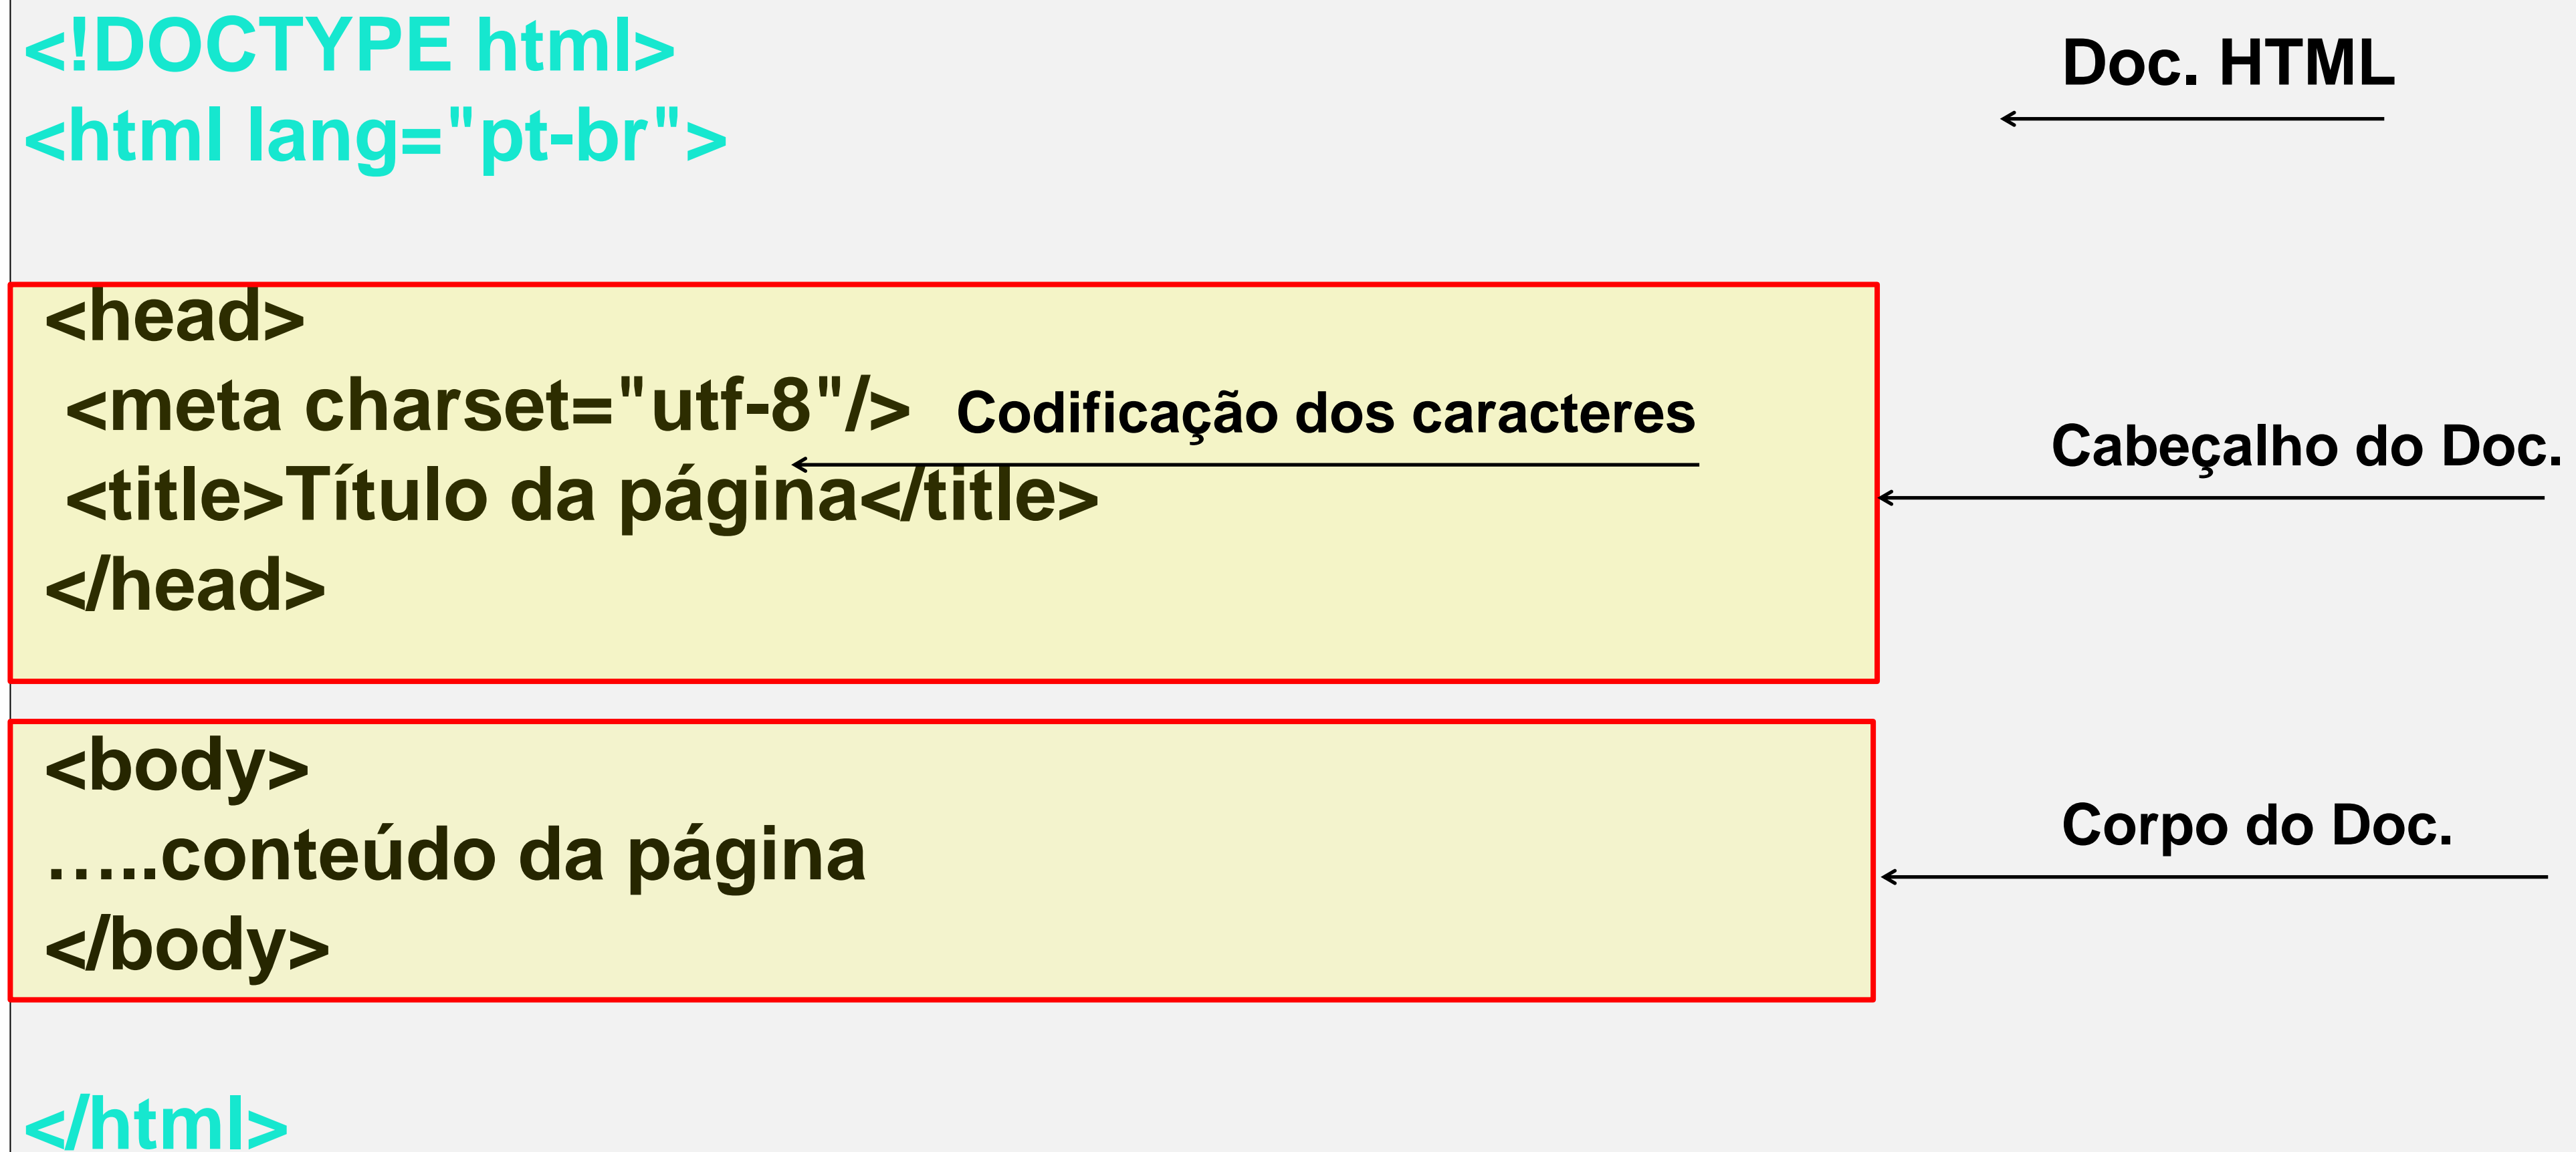 <!DOCTYPE html>
Doc. HTML
<html lang="pt-br">
<head>
<meta charset="utf-8"/>
Codificação dos caracteres
Cabeçalho do Doc.
<title>Título da página</title>
</head>
<body>
Corpo do Doc.
…..conteúdo da página
</body>
</html>